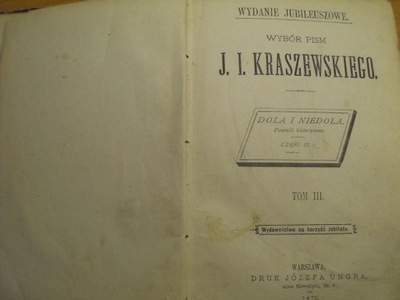 WYDANIE JUBILEUSZOWE.
WYBÓR PISM
J. I. KRASZEWSKIEGO.
DOLA I NIEDOLA.
Powieść
CZĘŚĆ II.
TOM III.
Wydawnictwo na korzyść Jubilata.
WARSZAWA.
DRUK JÓZEFA UNGRA,